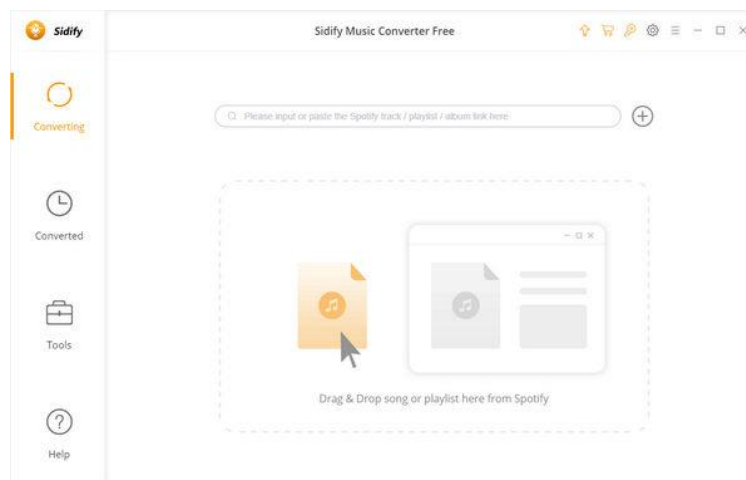 Sidify
Sidify Music Converter Free
Converting
Please input or paste the Spotify track / playlist / album link here
Converted
Tools
Drag & Drop song or playlist here from Spotify
Help